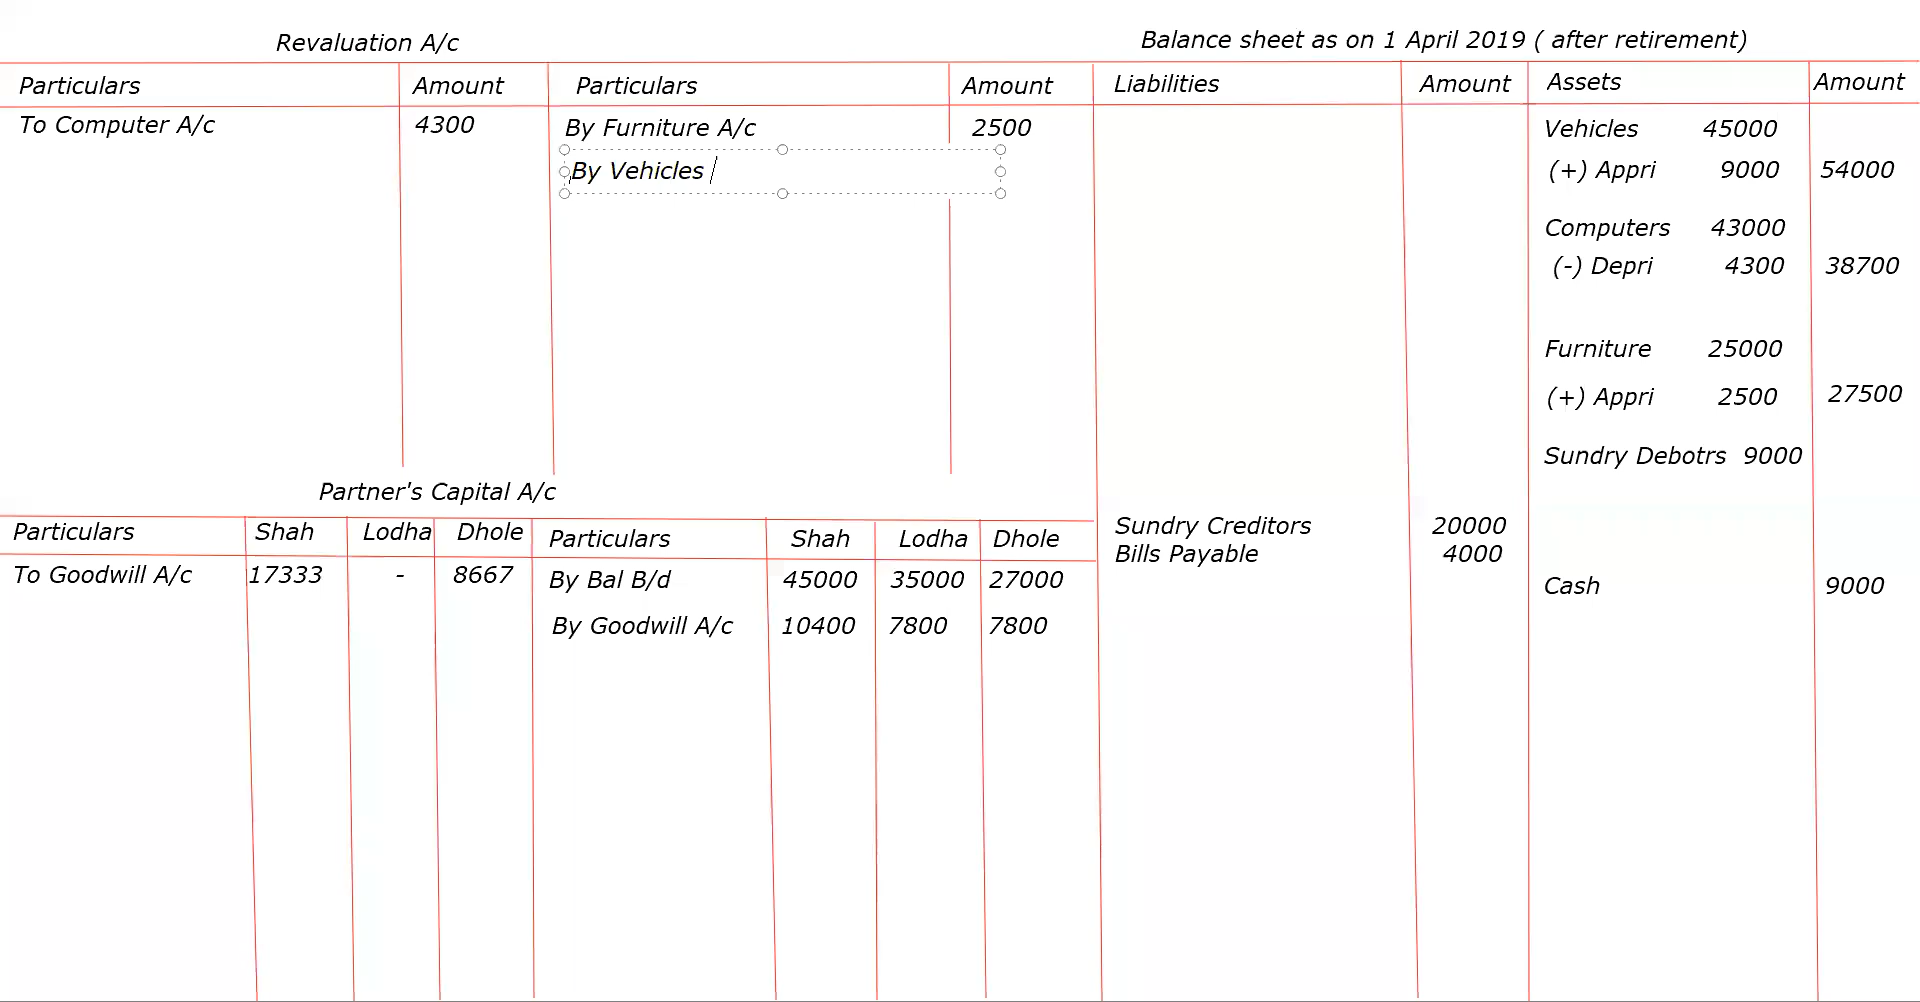 Revaluation A/c
Particulars Amount Particulars Amount
To Computer A/c 4300 By Furniture A/c 2500
By Vehicles
Partner's Capital A/c
Particulars Shah Lodha Dhole Particulars Shah Lodha Dhole
To Goodwill A/c 17333 - 8667 By Bal B/d 45000 35000 27000
By Goodwill A/c 10400 7800 7800
Balance sheet as on 1 April 2019 ( after retirement)
Liabilities Amount Assets Amount
Vehicles 45000
(+) Appri 9000 54000
Computers 43000
(-) Depri 4300 38700
Furniture 25000
(+) Appri 2500 27500
Sundry Debotrs 9000
Sundry Creditors 20000
Bills Payable 4000
Cash 9000